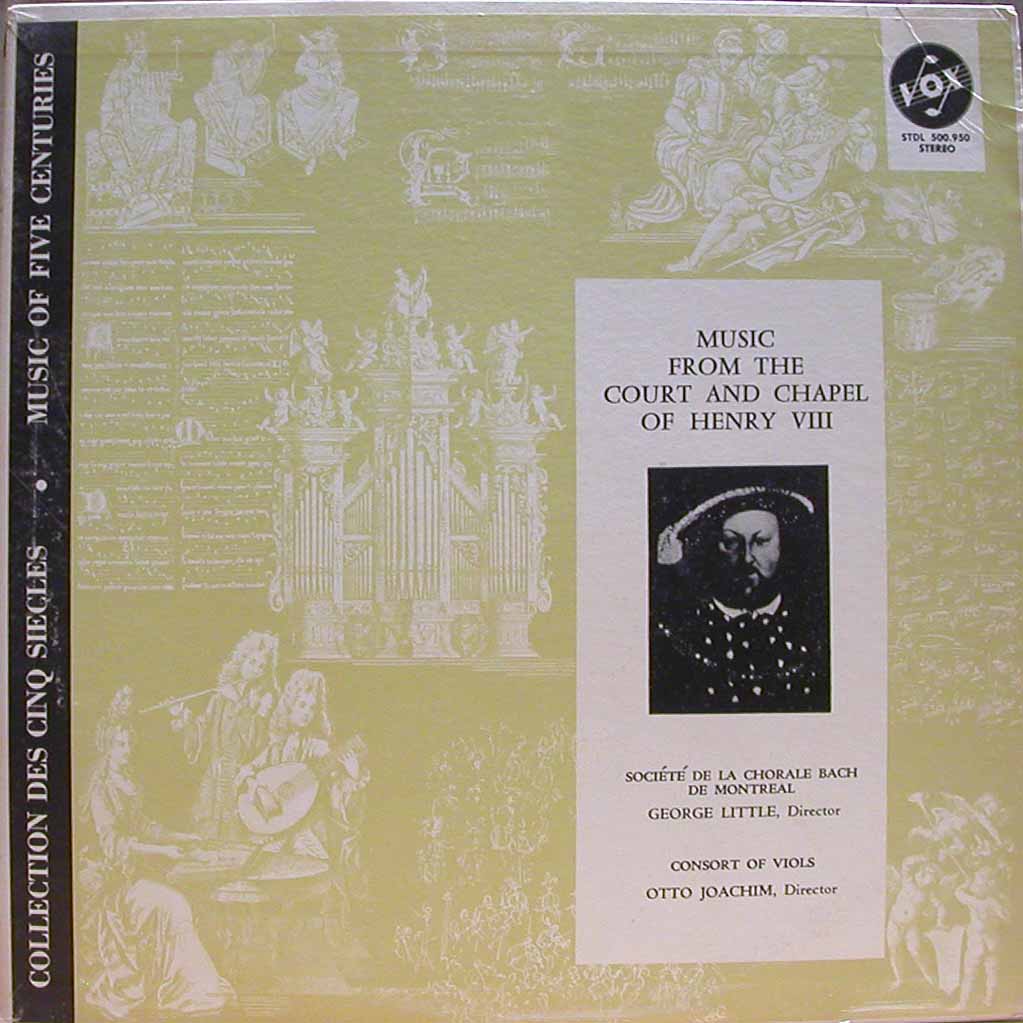 COLLECTION DES CINQ SIECLES • MUSIC OF FIVE CENTURIES
VOX
STDL 500.950
STEREO
MUSIC
FROM THE
COURT AND CHAPEL
OF HENRY VIII
SOCIÉTÉ DE LA CHORALE BACH
DE MONTREAL
GEORGE LITTLE, Director
CONSORT OF VIOLS
OTTO JOACHIM, Director